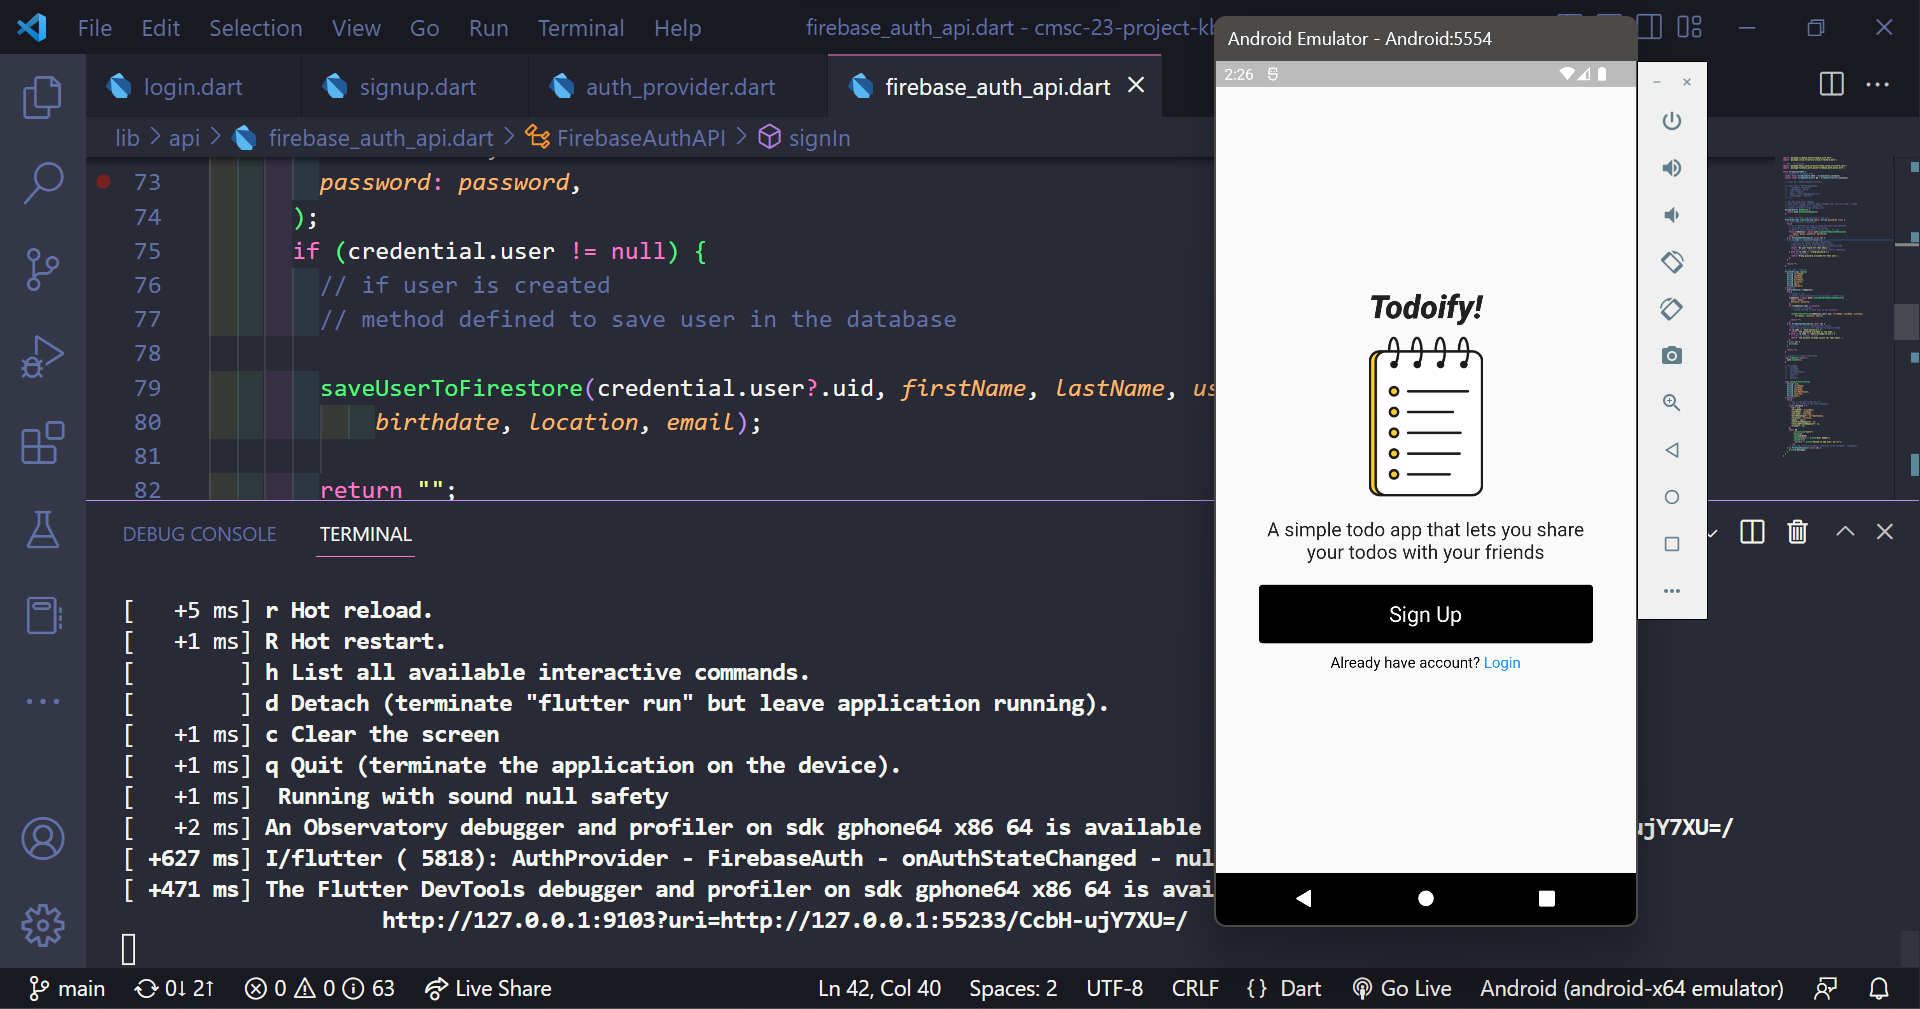 File Edit Selection View Go Run Terminal Help
firebase_auth_api.dart - cmsc-23-project-kb
login.dart
signup.dart
auth_provider.dart
firebase_auth_api.dart
lib > api > firebase_auth_api.dart > FirebaseAuthAPI > signIn
73 password: password,
74 );
75 if (credential.user != null) {
76 // if user is created
77 // method defined to save user in the database
78
79 saveUserToFirestore(credential.user?.uid, firstName, lastName, us
80 birthdate, location, email);
81
82 return "";
DEBUG CONSOLE TERMINAL
[ +5 ms] r Hot reload.
[ +1 ms] R Hot restart.
[ ] h List all available interactive commands.
[ ] d Detach (terminate "flutter run" but leave application running).
[ +1 ms] c Clear the screen
[ +1 ms] q Quit (terminate the application on the device).
[ +1 ms] Running with sound null safety
[ +2 ms] An Observatory debugger and profiler on sdk gphone64 x86 64 is available ujY7XU=/
[ +627 ms] I/flutter ( 5818): AuthProvider - FirebaseAuth - onAuthStateChanged - nul
[ +471 ms] The Flutter DevTools debugger and profiler on sdk gphone64 x86 64 is avai
http://127.0.0.1:9103?uri=http://127.0.0.1:55233/CcbH-ujY7XU=/
Android Emulator - Android:5554
2:26
Todoify!
A simple todo app that lets you share
your todos with your friends
Sign Up
Already have account? Login
main 0↓ 2↑ 0 0 63 Live Share
Ln 42, Col 40 Spaces: 2 UTF-8 CRLF {} Dart Go Live Android (android-x64 emulator)